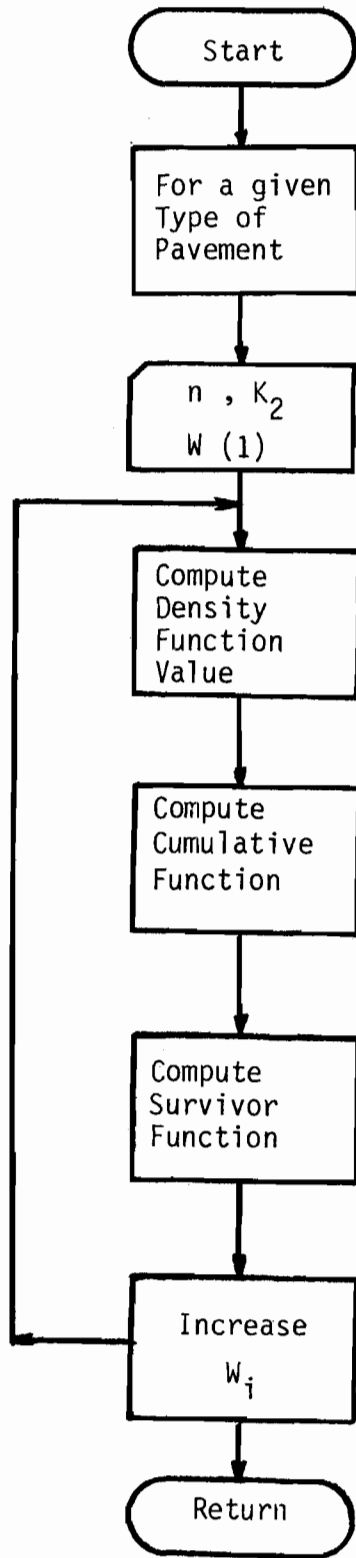 Start
For a given
Type of
Pavement
n , K₂
W (1)
Compute
Density
Function
Value
Compute
Cumulative
Function
Compute
Survivor
Function
Increase
Wᵢ
Return